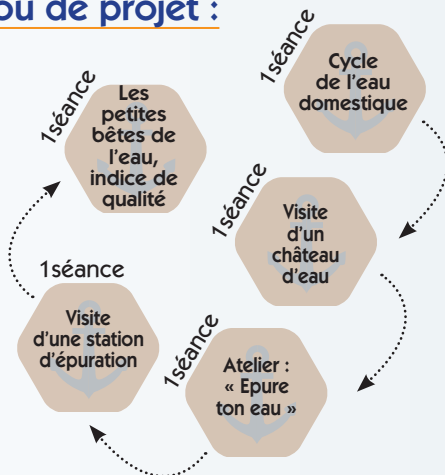 ou de projet :
1séance
Cycle
de l'eau
domestique
1séance
Visite
d'un
château
d'eau
1séance
Atelier :
« Epure
ton eau »
1séance
Visite
d'une station
d'épuration
1séance
Les
petites
bêtes de
l'eau,
indice de
qualité